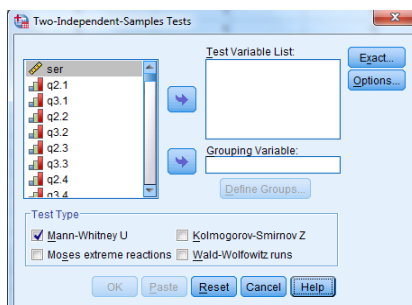 Two-Independent-Samples Tests
Test Variable List:
ser
q2.1
q3.1
q2.2
q3.2
q2.3
q3.3
q2.4
q3.4
Exact...
Options...
Grouping Variable:
Define Groups...
Test Type
Mann-Whitney U
Kolmogorov-Smirnov Z
Moses extreme reactions
Wald-Wolfowitz runs
OK
Paste
Reset
Cancel
Help